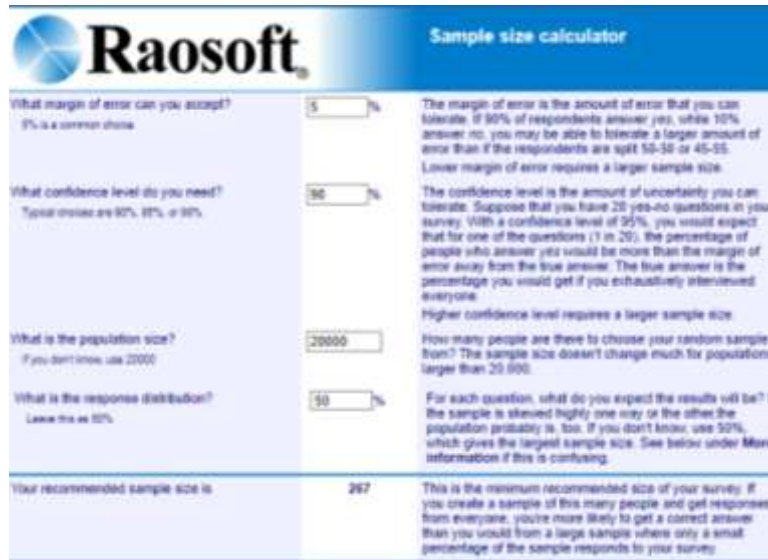 Raosoft®
Sample size calculator
What margin of error can you accept?
5% is a common choice
5 %
The margin of error is the amount of error that you can
tolerate. If 90% of respondents answer yes, while 10%
answer no, you may be able to tolerate a larger amount of
error than if the respondents are split 50-50 or 45-55.
Lower margin of error requires a larger sample size.
What confidence level do you need?
Typical choices are 90%, 95%, or 99%
90 %
The confidence level is the amount of uncertainty you can
tolerate. Suppose that you have 20 yes-no questions in your
survey. With a confidence level of 95%, you would expect
that for one of the questions (1 in 20), the percentage of
people who answer yes would be more than the margin of
error away from the true answer. The true answer is the
percentage you would get if you exhaustively interviewed
everyone.
Higher confidence level requires a larger sample size.
What is the population size?
If you don't know, use 20000
20000
How many people are there to choose your random sample
from? The sample size doesn't change much for populations
larger than 20,000.
What is the response distribution?
Leave this as 50%
50 %
For each question, what do you expect the results will be?
the sample is skewed highly one way or the other,the
population probably is, too. If you don't know, use 50%,
which gives the largest sample size. See below under More
information if this is confusing.
Your recommended sample size is
267
This is the minimum recommended size of your survey. If
you create a sample of this many people and get responses
from everyone, you're more likely to get a correct answer
than you would from a large sample where only a small
percentage of the sample responds to your survey.